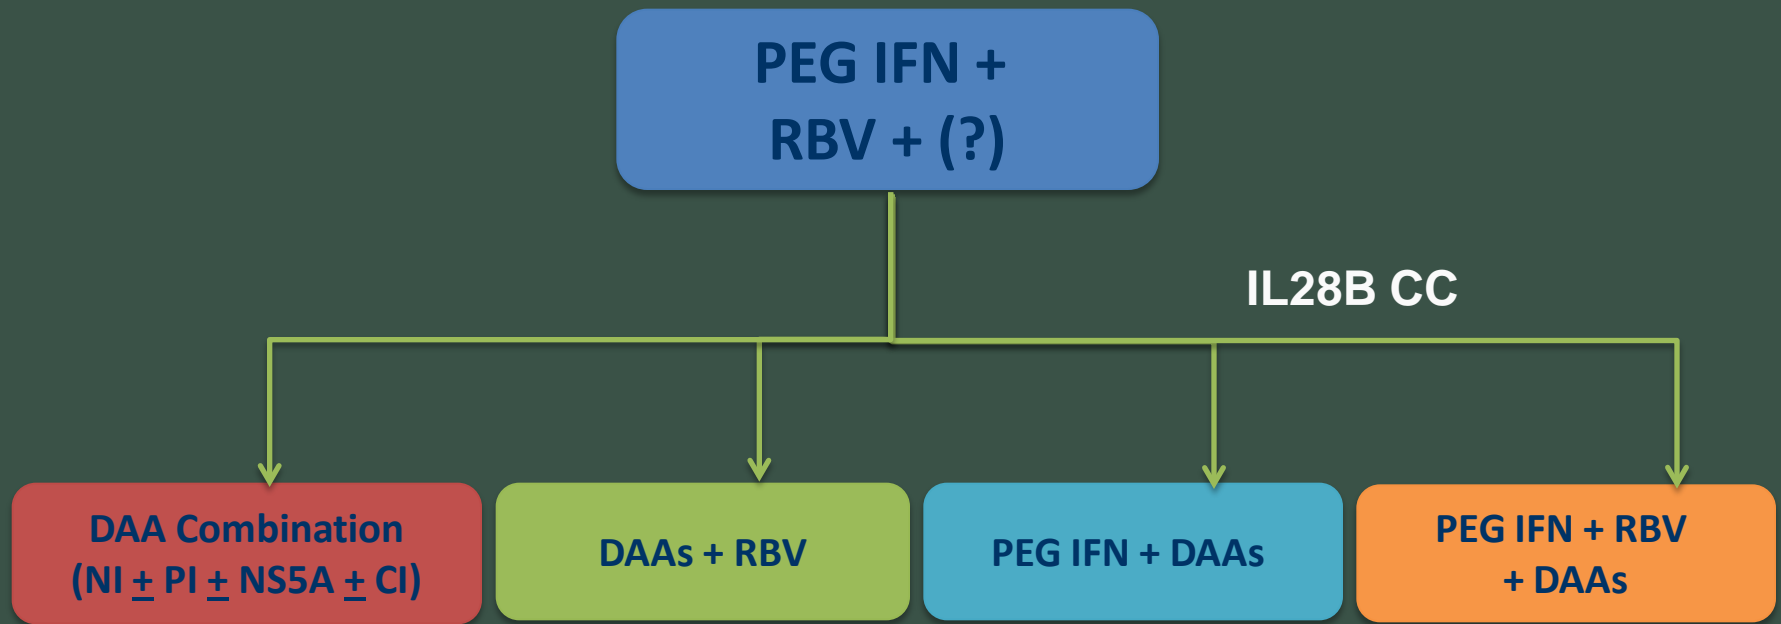 PEG IFN +
RBV + (?)
IL28B CC
DAA Combination
(NI ± PI ± NS5A ± CI)
DAAs + RBV
PEG IFN + DAAs
PEG IFN + RBV
+ DAAs